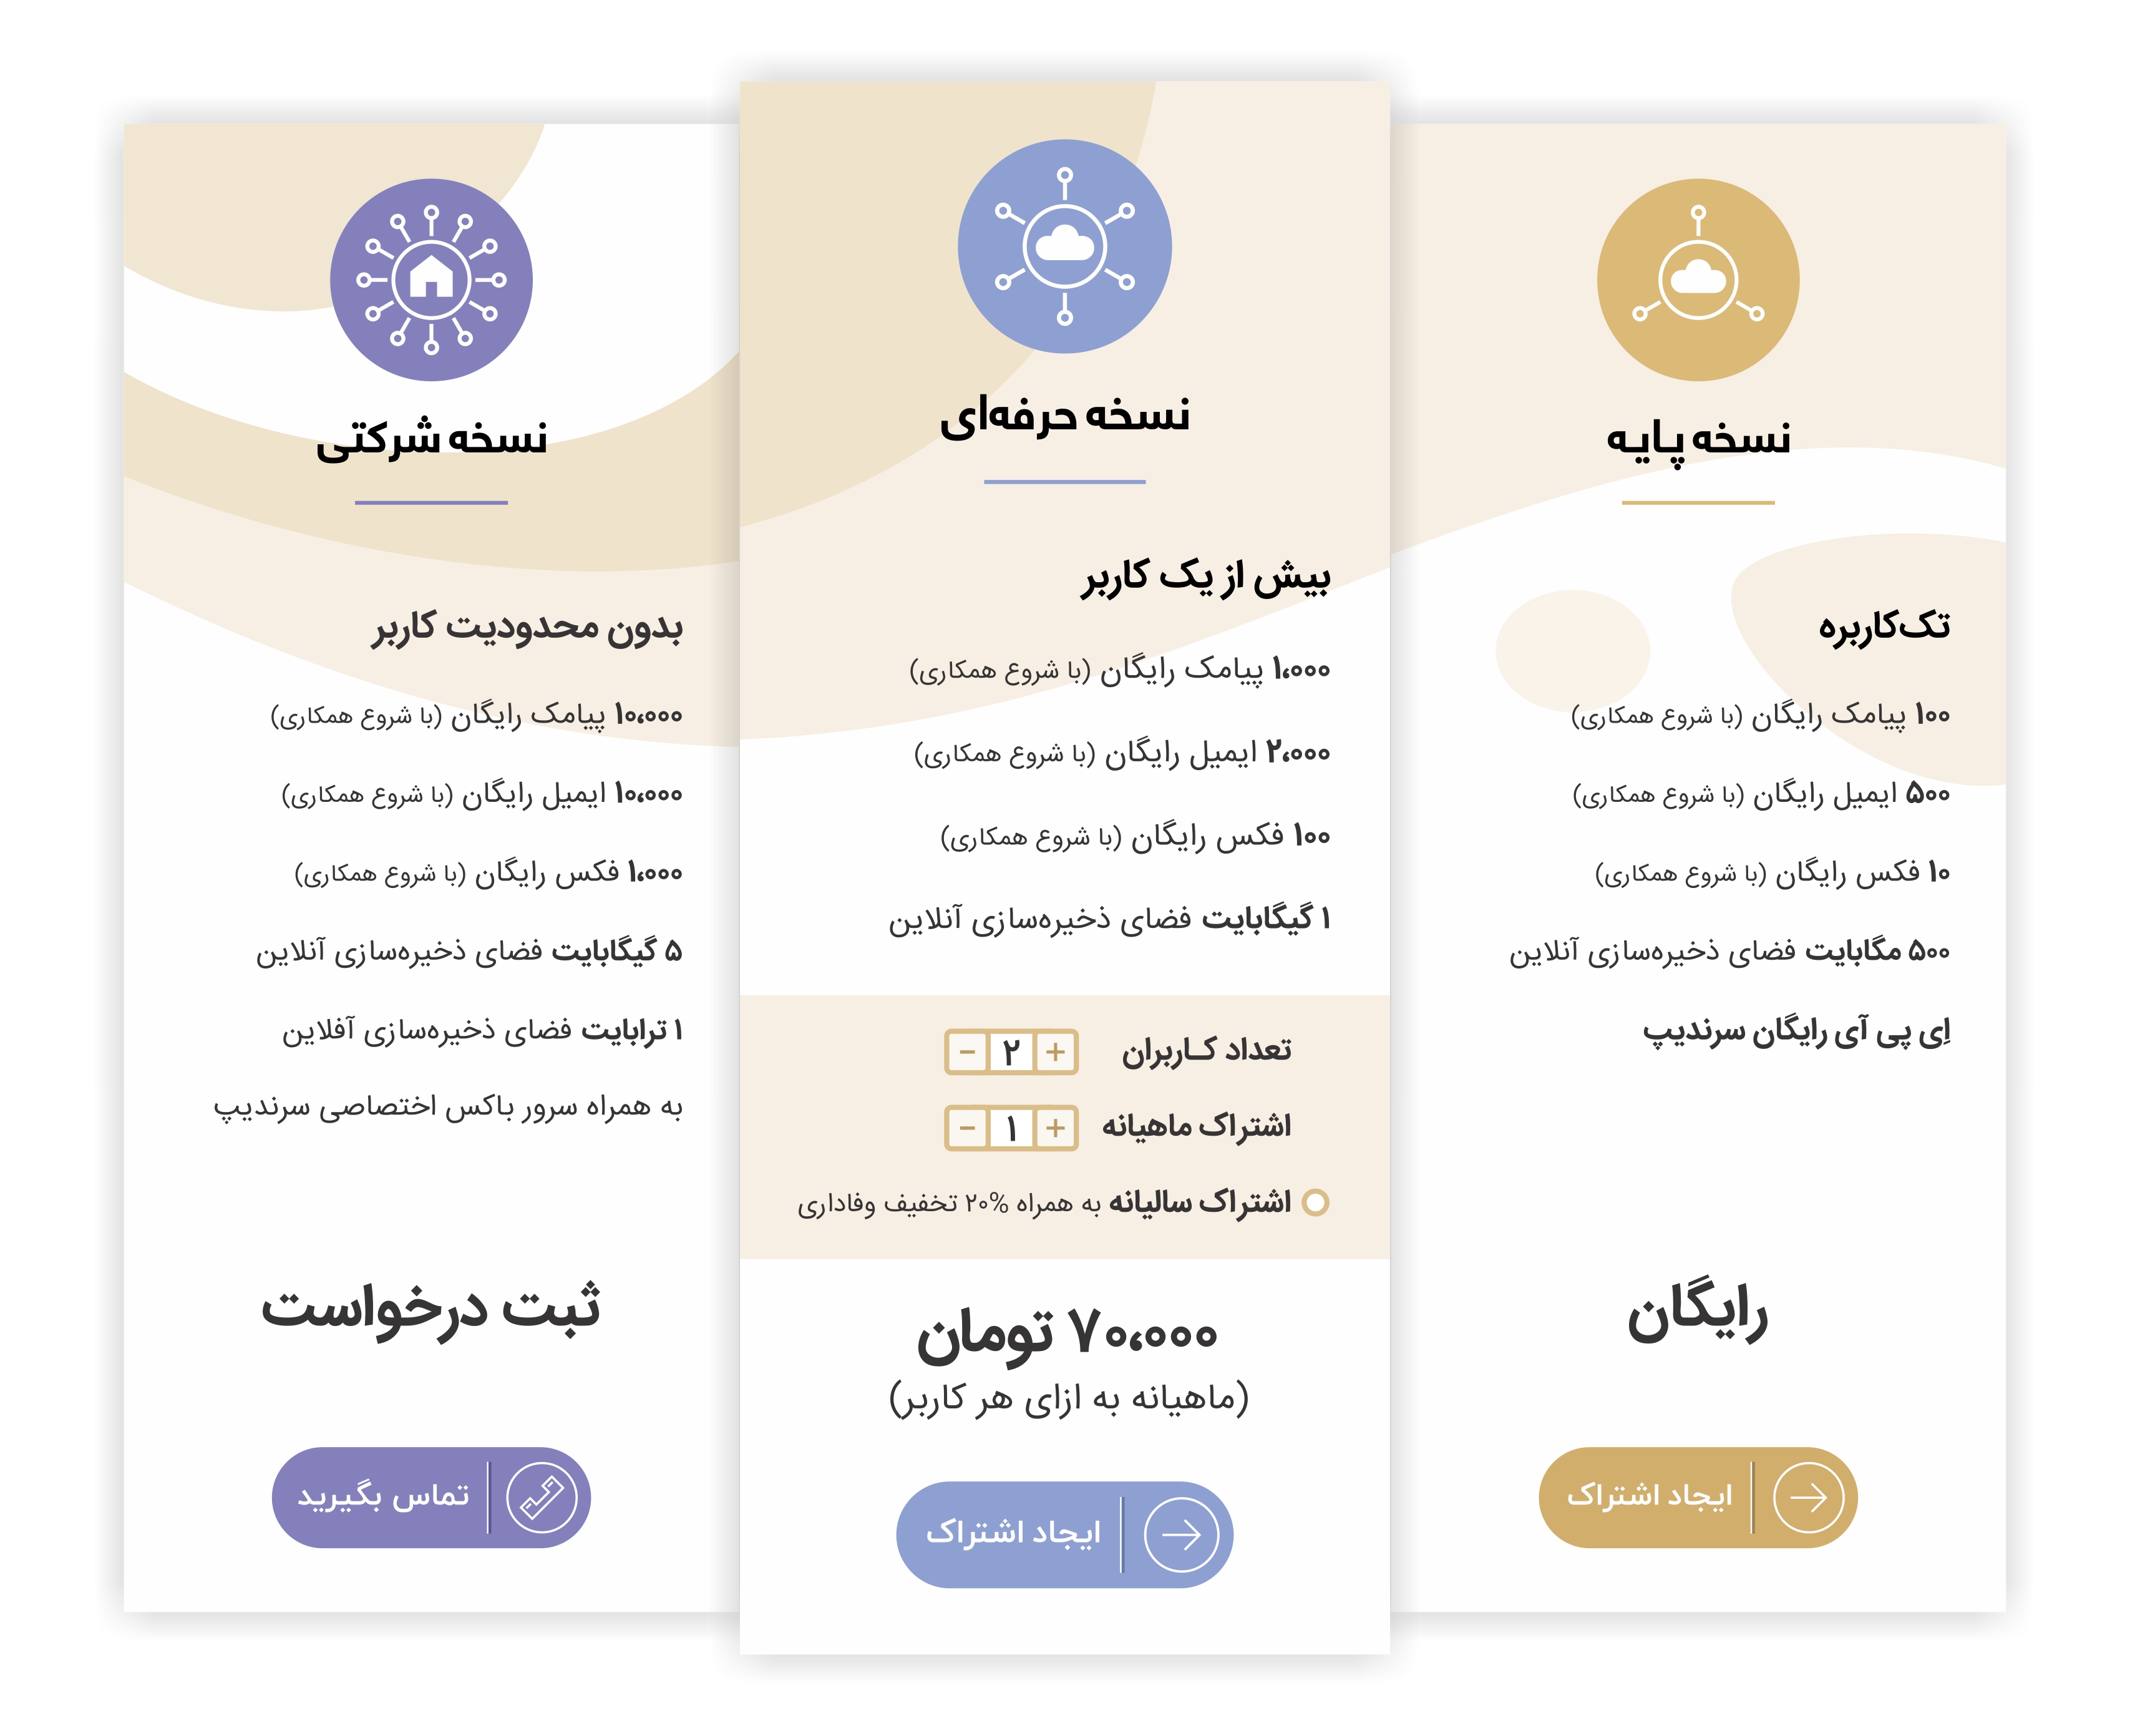 نسخه پایه
تک‌کاربره
۱۰۰ پیامک رایگان (با شروع همکاری)
۵۰۰ ایمیل رایگان (با شروع همکاری)
۱۰ فکس رایگان (با شروع همکاری)
۵۰۰ مگابایت فضای ذخیره‌سازی آنلاین
اِی پی آی رایگان سرندیپ
رایگان
ایجاد اشتراک
نسخه حرفه‌ای
بیش از یک کاربر
۱،۰۰۰ پیامک رایگان (با شروع همکاری)
۲،۰۰۰ ایمیل رایگان (با شروع همکاری)
۱۰۰ فکس رایگان (با شروع همکاری)
۱ گیگابایت فضای ذخیره‌سازی آنلاین
تعداد کاربران + ۲ −
اشتراک ماهیانه + ۱ −
اشتراک سالیانه به همراه %۲۰ تخفیف وفاداری
۷۰،۰۰۰ تومان
(ماهیانه به ازای هر کاربر)
ایجاد اشتراک
نسخه شرکتی
بدون محدودیت کاربر
۱۰،۰۰۰ پیامک رایگان (با شروع همکاری)
۱۰،۰۰۰ ایمیل رایگان (با شروع همکاری)
۱،۰۰۰ فکس رایگان (با شروع همکاری)
۵ گیگابایت فضای ذخیره‌سازی آنلاین
۱ ترابایت فضای ذخیره‌سازی آفلاین
به همراه سرور باکس اختصاصی سرندیپ
ثبت درخواست
تماس بگیرید